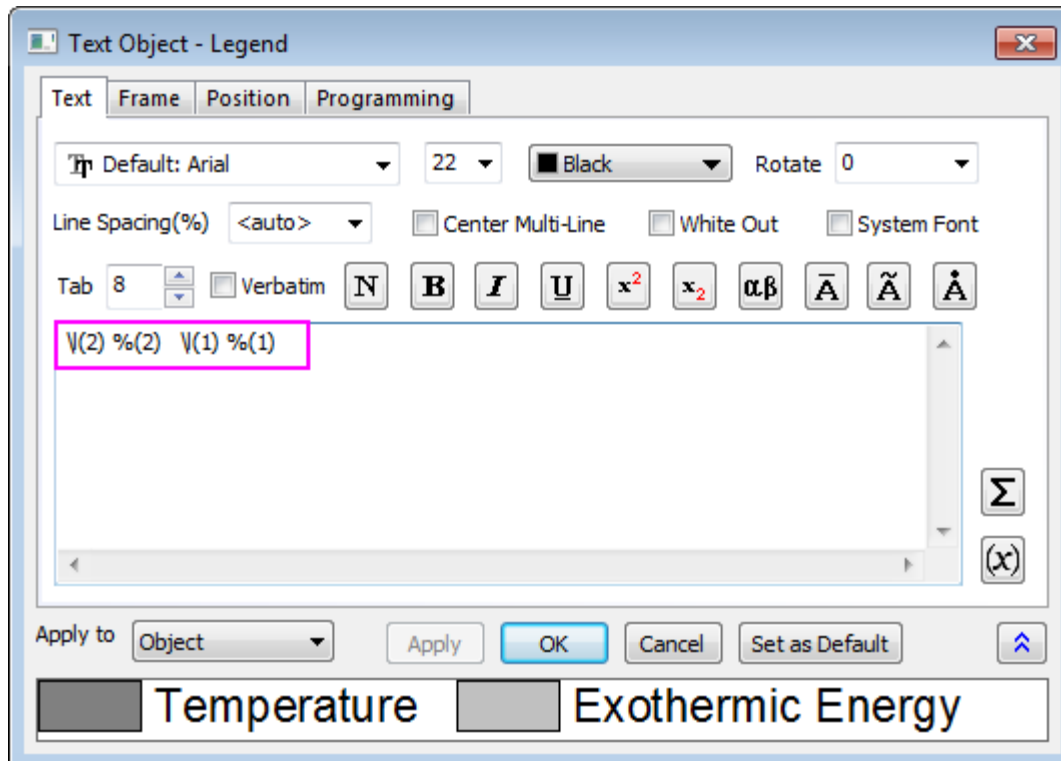 Text Object - Legend
Text Frame Position Programming
Default: Arial 22 Black Rotate 0
Line Spacing(%) <auto> Center Multi-Line White Out System Font
Tab 8 Verbatim N B I U x² x₂ αβ Ā Ã Å
\l(2) %(2) \l(1) %(1)
Σ
(x)
Apply to Object Apply OK Cancel Set as Default
Temperature Exothermic Energy